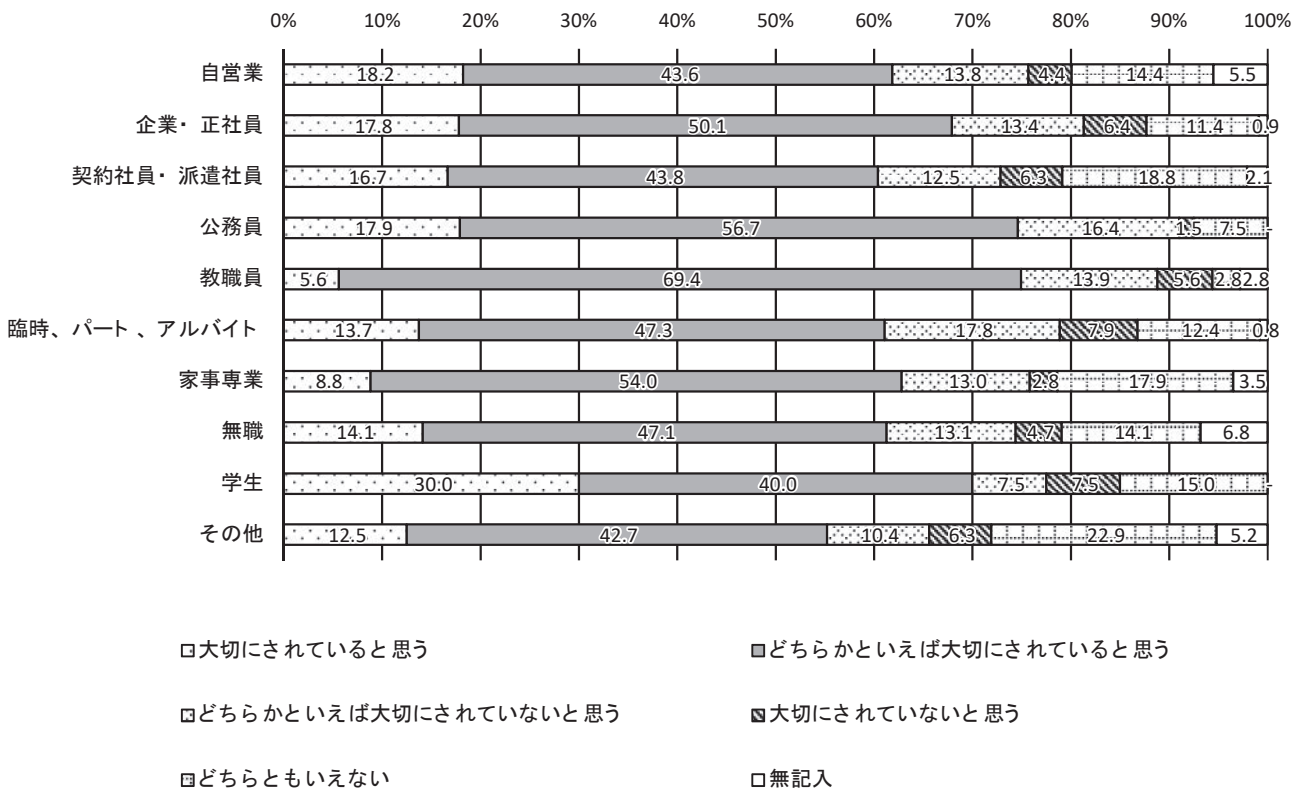 0% 10% 20% 30% 40% 50% 60% 70% 80% 90% 100%
自営業 18.2 43.6 13.8 4.4 14.4 5.5
企業・正社員 17.8 50.1 13.4 6.4 11.4 0.9
契約社員・派遣社員 16.7 43.8 12.5 6.3 18.8 2.1
公務員 17.9 56.7 16.4 1.5 7.5 -
教職員 5.6 69.4 13.9 5.6 2.8 2.8
臨時、パート、アルバイト 13.7 47.3 17.8 7.9 12.4 0.8
家事専業 8.8 54.0 13.0 2.8 17.9 3.5
無職 14.1 47.1 13.1 4.7 14.1 6.8
学生 30.0 40.0 7.5 7.5 15.0 -
その他 12.5 42.7 10.4 6.3 22.9 5.2
大切にされていると思う どちらかといえば大切にされていると思う
どちらかといえば大切にされていないと思う 大切にされていないと思う
どちらともいえない 無記入